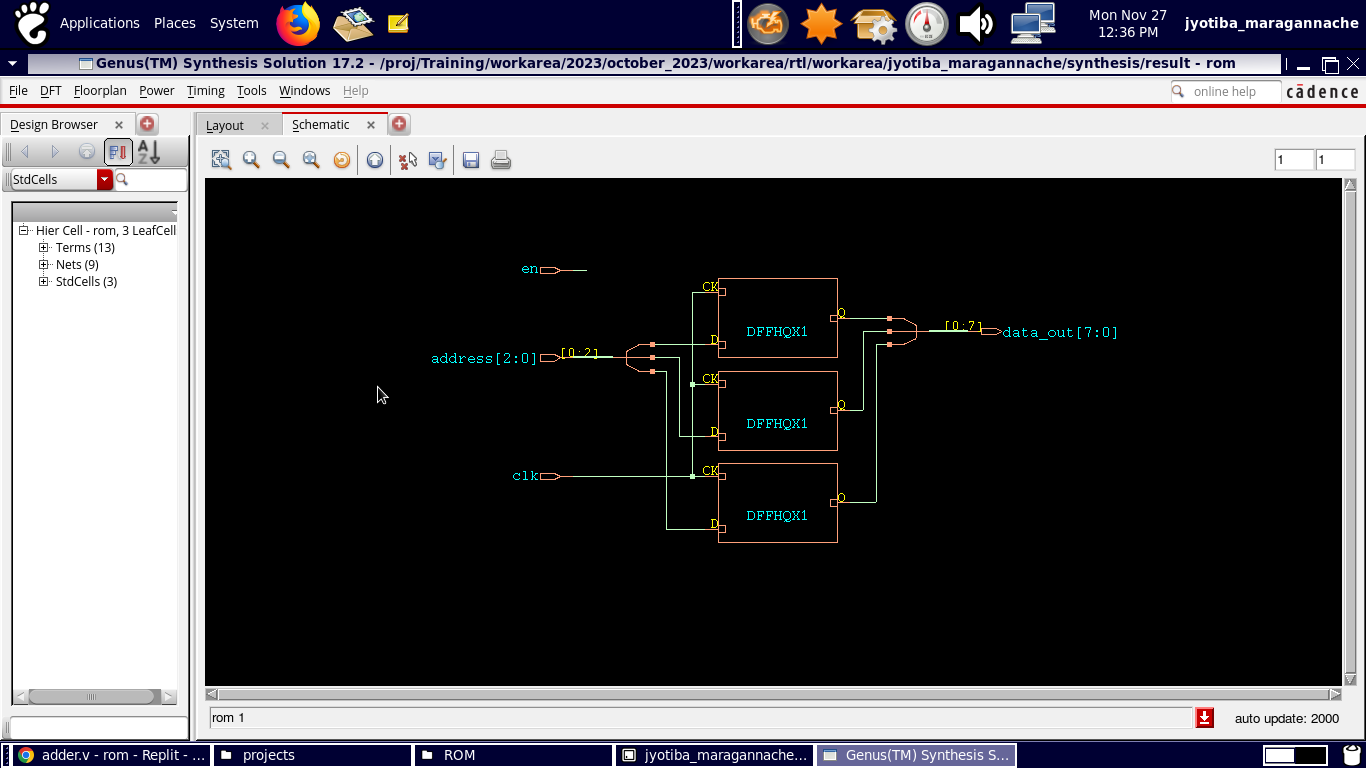 Applications Places System
Mon Nov 27
12:36 PM
jyotiba_maragannache
Genus(TM) Synthesis Solution 17.2 - /proj/Training/workarea/2023/october_2023/workarea/rtl/workarea/jyotiba_maragannache/synthesis/result - rom
File DFT Floorplan Power Timing Tools Windows Help
online help
cādence
Design Browser
Layout
Schematic
StdCells
1
1
Hier Cell - rom, 3 LeafCell
Terms (13)
Nets (9)
StdCells (3)
en
CK
Q
DFFHQX1
D
address[2:0]
[0:2]
[0:7]
data_out[7:0]
CK
Q
DFFHQX1
D
clk
CK
Q
DFFHQX1
D
rom 1
auto update: 2000
adder.v - rom - Replit - ...
projects
ROM
jyotiba_maragannache...
Genus(TM) Synthesis S...